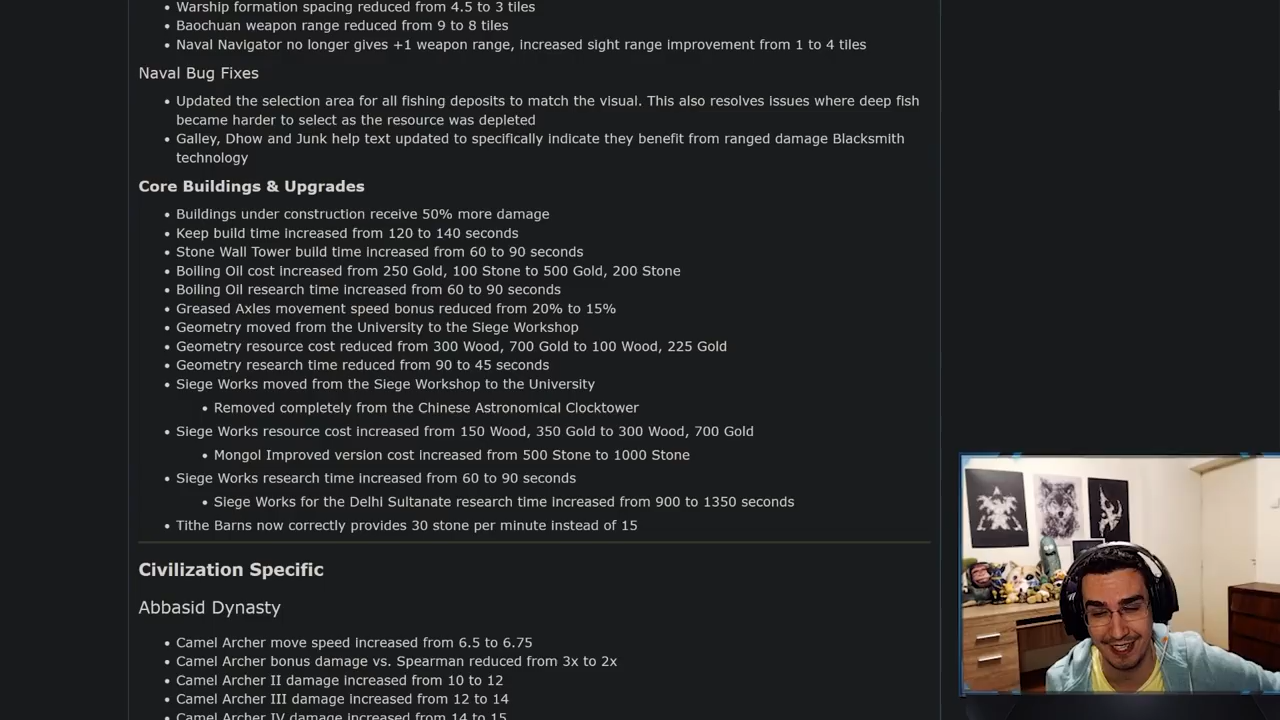 Warship formation spacing reduced from 4.5 to 3 tiles
Baochuan weapon range reduced from 9 to 8 tiles
Naval Navigator no longer gives +1 weapon range, increased sight range improvement from 1 to 4 tiles
Naval Bug Fixes
Updated the selection area for all fishing deposits to match the visual. This also resolves issues where deep fish
became harder to select as the resource was depleted
Galley, Dhow and Junk help text updated to specifically indicate they benefit from ranged damage Blacksmith
technology
Core Buildings & Upgrades
Buildings under construction receive 50% more damage
Keep build time increased from 120 to 140 seconds
Stone Wall Tower build time increased from 60 to 90 seconds
Boiling Oil cost increased from 250 Gold, 100 Stone to 500 Gold, 200 Stone
Boiling Oil research time increased from 60 to 90 seconds
Greased Axles movement speed bonus reduced from 20% to 15%
Geometry moved from the University to the Siege Workshop
Geometry resource cost reduced from 300 Wood, 700 Gold to 100 Wood, 225 Gold
Geometry research time reduced from 90 to 45 seconds
Siege Works moved from the Siege Workshop to the University
Removed completely from the Chinese Astronomical Clocktower
Siege Works resource cost increased from 150 Wood, 350 Gold to 300 Wood, 700 Gold
Mongol Improved version cost increased from 500 Stone to 1000 Stone
Siege Works research time increased from 60 to 90 seconds
Siege Works for the Delhi Sultanate research time increased from 900 to 1350 seconds
Tithe Barns now correctly provides 30 stone per minute instead of 15
Civilization Specific
Abbasid Dynasty
Camel Archer move speed increased from 6.5 to 6.75
Camel Archer bonus damage vs. Spearman reduced from 3x to 2x
Camel Archer II damage increased from 10 to 12
Camel Archer III damage increased from 12 to 14
Camel Archer IV damage increased from 14 to 15